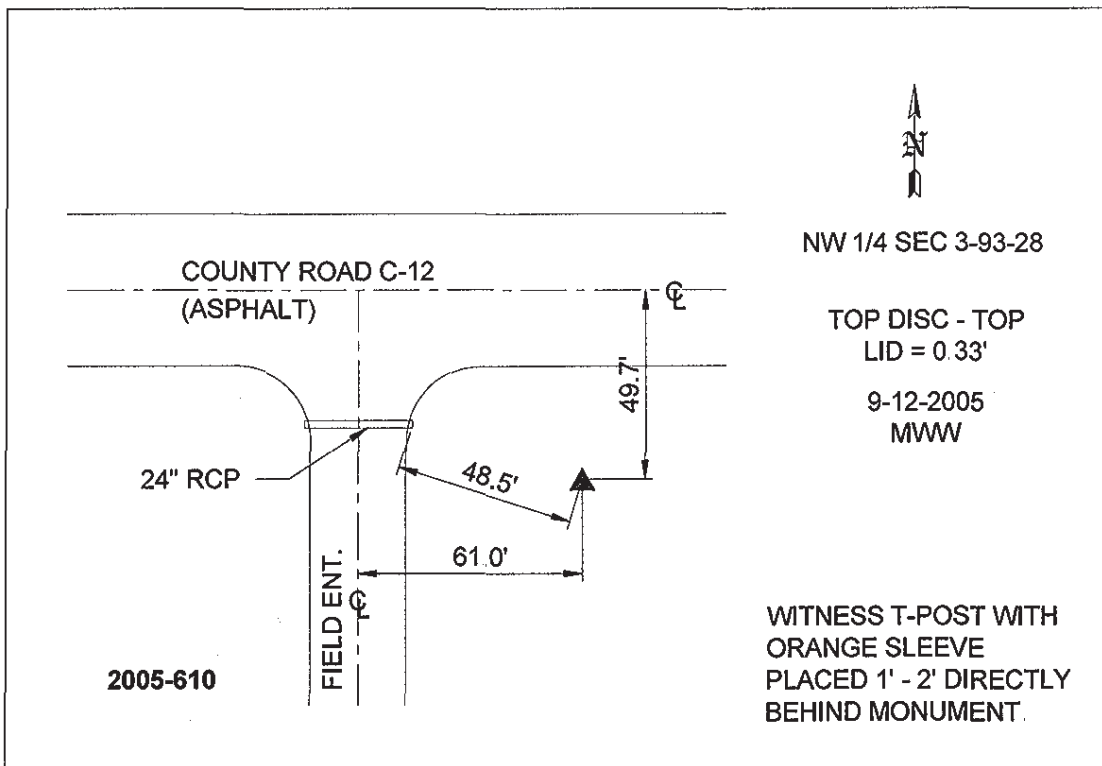 N
NW 1/4 SEC 3-93-28
COUNTY ROAD C-12
(ASPHALT)
℄
TOP DISC - TOP
LID = 0.33'
9-12-2005
MWW
49.7'
24" RCP
48.5'
61.0'
FIELD ENT.
℄
2005-610
WITNESS T-POST WITH
ORANGE SLEEVE
PLACED 1' - 2' DIRECTLY
BEHIND MONUMENT.